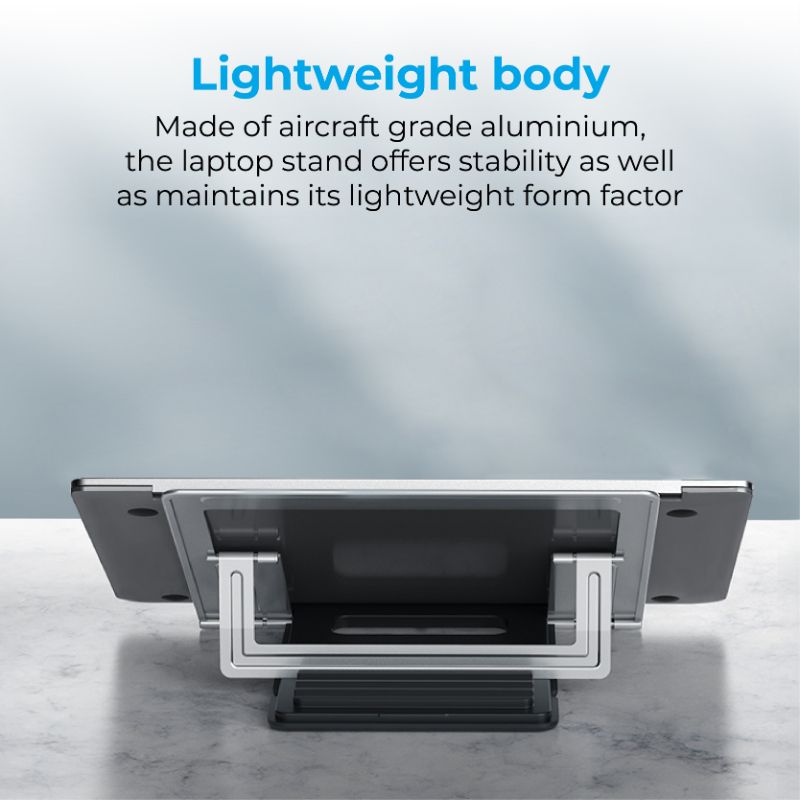 Lightweight body
Made of aircraft grade aluminium,
the laptop stand offers stability as well
as maintains its lightweight form factor